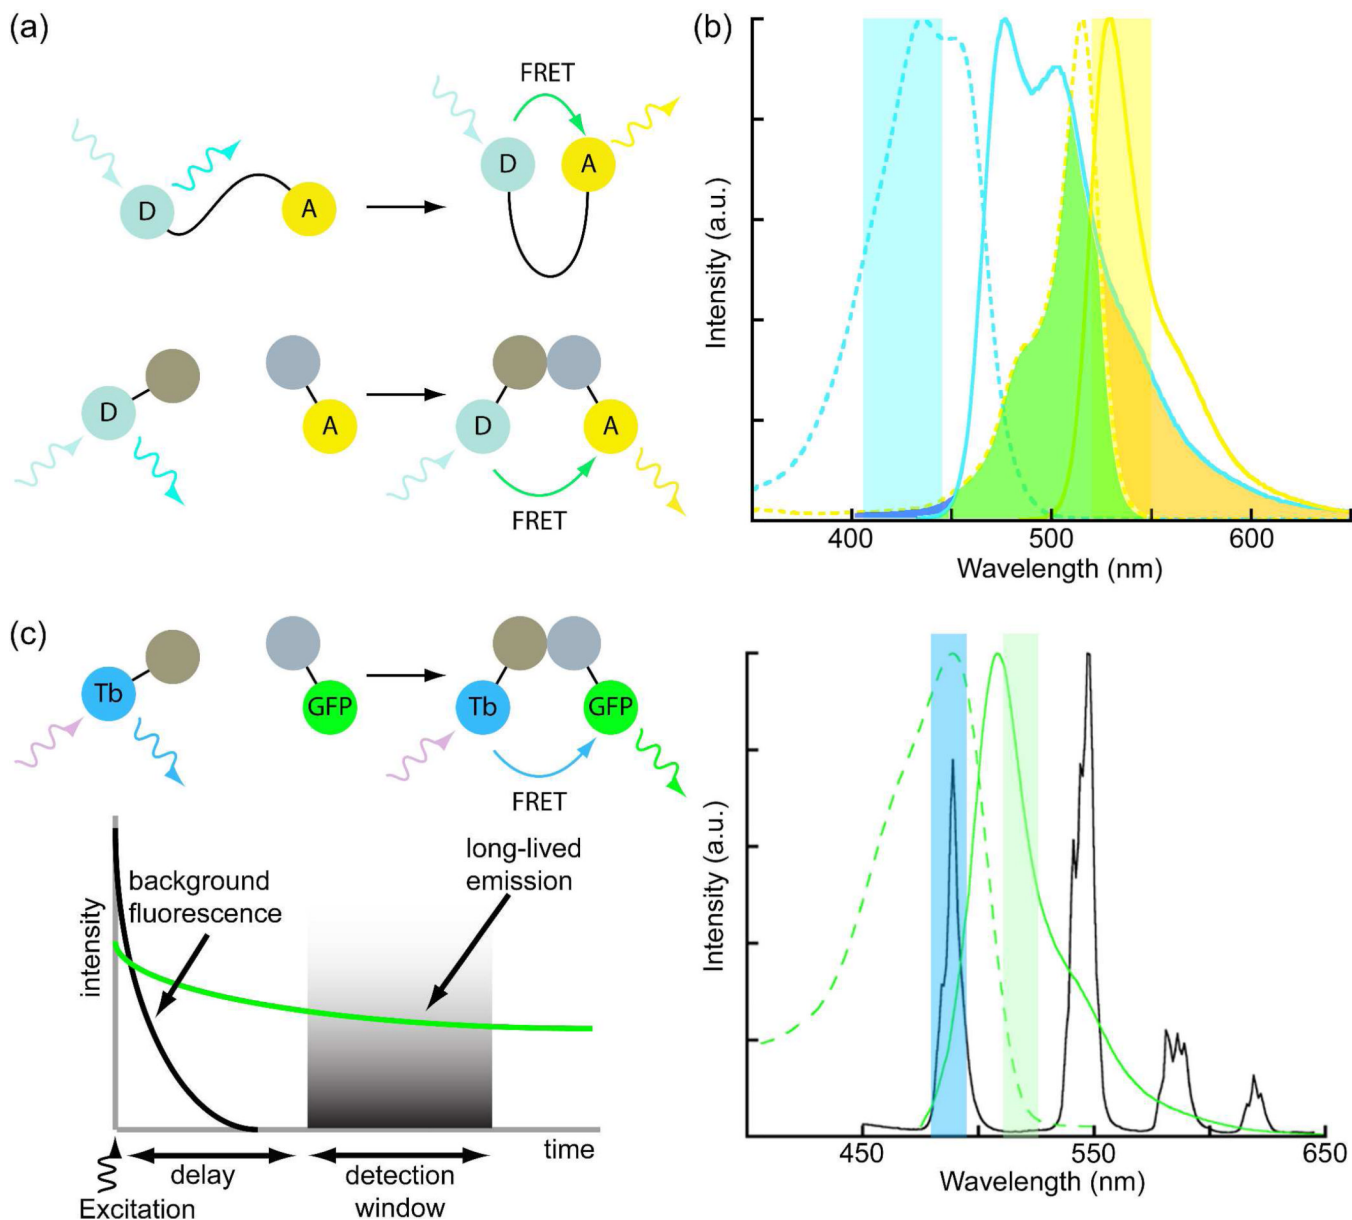 (a)
FRET
D
A
D
A
D
A
D
A
FRET
(b)
Intensity (a.u.)
400
500
600
Wavelength (nm)
(c)
Tb
GFP
Tb
GFP
FRET
intensity
background
fluorescence
long-lived
emission
time
delay
detection
window
Excitation
Intensity (a.u.)
450
550
650
Wavelength (nm)